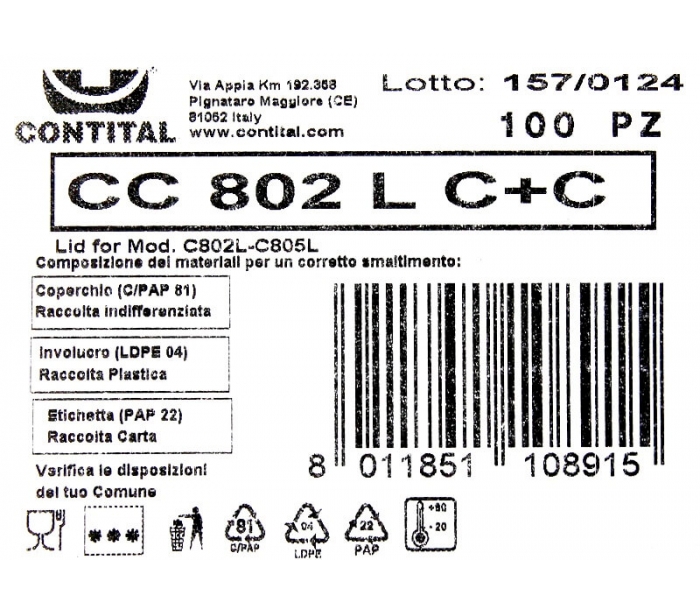 CONTITAL
Via Appia Km 192.358
Pignataro Maggiore (CE)
81052 Italy
www.contital.com
Lotto: 157/0124
100 PZ
CC 802 L C+C
Lid for Mod. C802L-C805L
Composizione dei materiali per un corretto smaltimento:
Coperchio (C/PAP 81)
Raccolta indifferenziata
Involucro (LDPE 04)
Raccolta Plastica
Etichetta (PAP 22)
Raccolta Carta
Verifica le disposizioni
del tuo Comune
8 011851 108915
81
C/PAP
04
LDPE
22
PAP
+80
-20